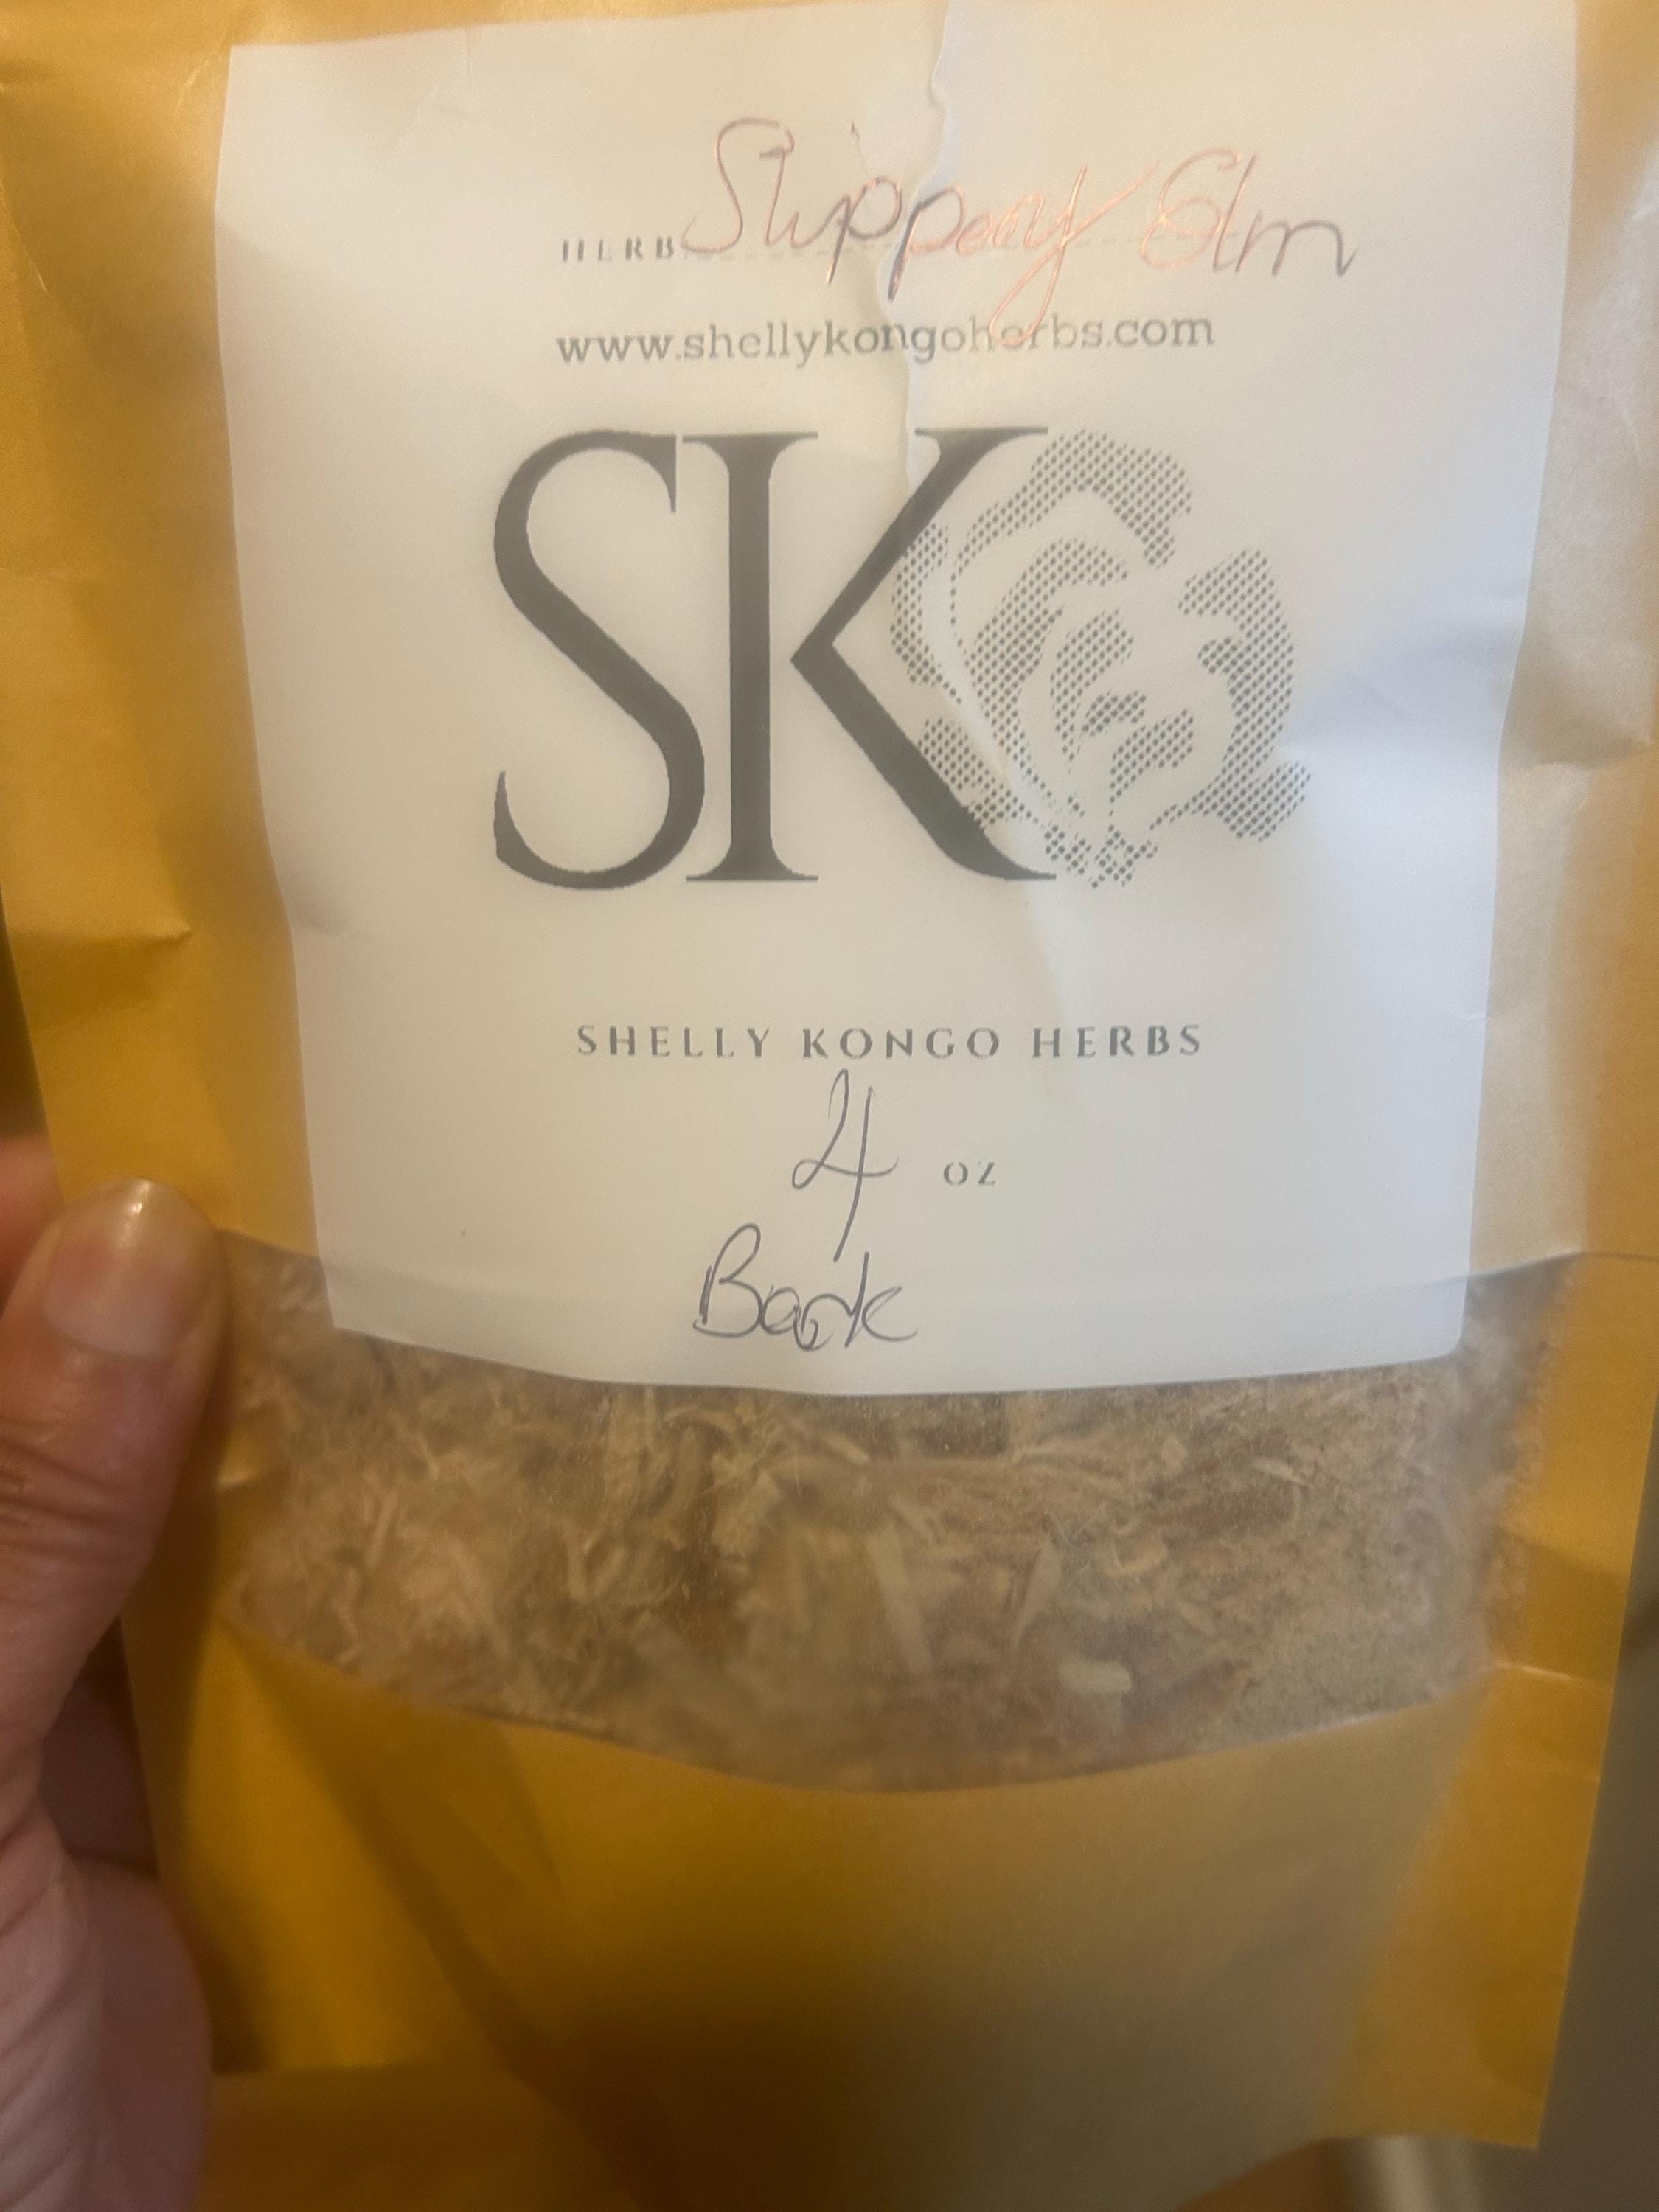 HERB Slippery Elm
www.shellykongoherbs.com
SK
SHELLY KONGO HERBS
4 OZ
Bark